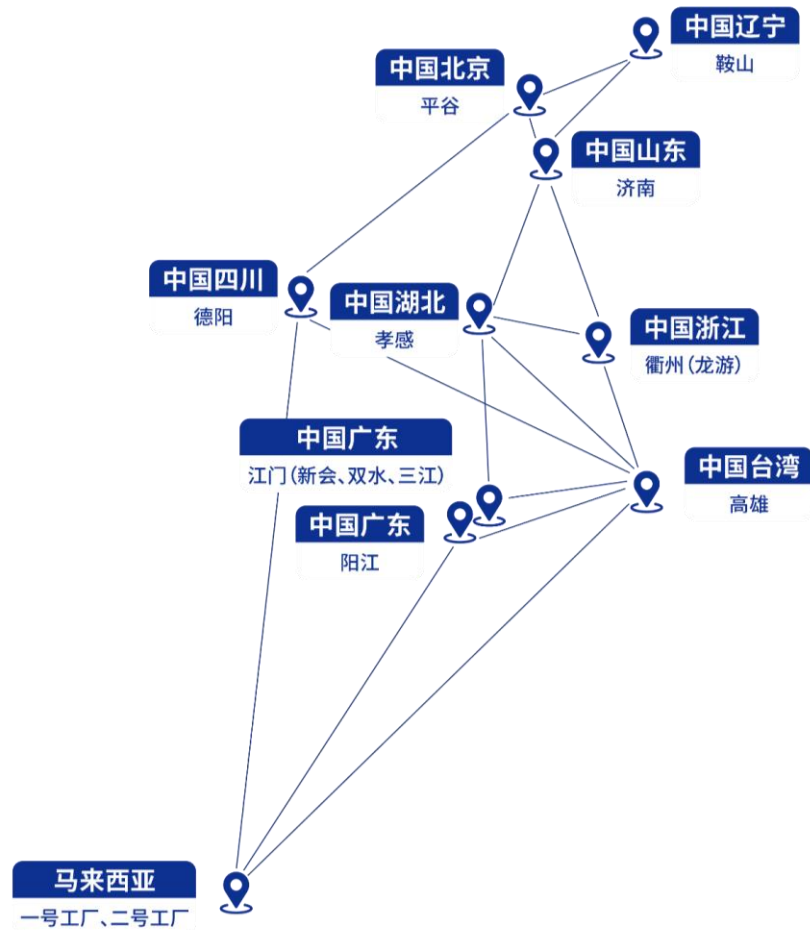 中国辽宁
鞍山
中国北京
平谷
中国山东
济南
中国四川
德阳
中国湖北
孝感
中国浙江
衢州(龙游)
中国广东
江门(新会、双水、三江)
中国台湾
高雄
中国广东
阳江
马来西亚
一号工厂、二号工厂